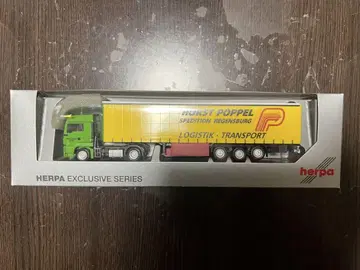 HORST PÖPPEL
SPEDITION REGENSBURG
LOGISTIK - TRANSPORT
HERPA EXCLUSIVE SERIES
herpa